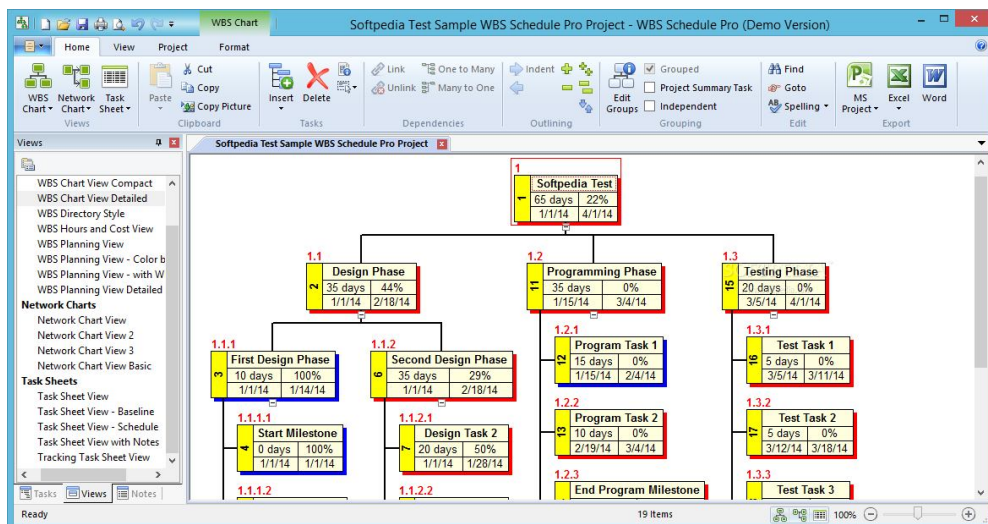 WBS Chart
Softpedia Test Sample WBS Schedule Pro Project - WBS Schedule Pro (Demo Version)
Home View Project Format
WBS Chart
Network Chart
Task Sheet
Views
Paste
Cut
Copy
Copy Picture
Clipboard
Insert
Delete
Tasks
Link
One to Many
Unlink
Many to One
Dependencies
Indent
Outlining
Edit Groups
Grouped
Project Summary Task
Independent
Grouping
Find
Goto
Spelling
Edit
MS Project
Excel
Word
Export
Views
WBS Chart View Compact
WBS Chart View Detailed
WBS Directory Style
WBS Hours and Cost View
WBS Planning View
WBS Planning View - Color b
WBS Planning View - with W
WBS Planning View Detailed
Network Charts
Network Chart View
Network Chart View 2
Network Chart View 3
Network Chart View Basic
Task Sheets
Task Sheet View
Task Sheet View - Baseline
Task Sheet View - Schedule
Task Sheet View with Notes
Tracking Task Sheet View
Tasks Views Notes
Softpedia Test Sample WBS Schedule Pro Project
1
1
Softpedia Test
65 days 22%
1/1/14 4/1/14
1.1
2
Design Phase
35 days 44%
1/1/14 2/18/14
1.2
11
Programming Phase
35 days 0%
1/15/14 3/4/14
1.3
15
Testing Phase
20 days 0%
3/5/14 4/1/14
1.1.1
3
First Design Phase
10 days 100%
1/1/14 1/14/14
1.1.2
6
Second Design Phase
35 days 29%
1/1/14 2/18/14
1.2.1
12
Program Task 1
15 days 0%
1/15/14 2/4/14
1.3.1
16
Test Task 1
5 days 0%
3/5/14 3/11/14
1.1.1.1
4
Start Milestone
0 days 100%
1/1/14 1/1/14
1.1.2.1
7
Design Task 2
20 days 50%
1/1/14 1/28/14
1.2.2
13
Program Task 2
10 days 0%
2/19/14 3/4/14
1.3.2
17
Test Task 2
5 days 0%
3/12/14 3/18/14
1.1.1.2
1.1.2.2
1.2.3
End Program Milestone
1.3.3
Test Task 3
Ready
19 Items
100%